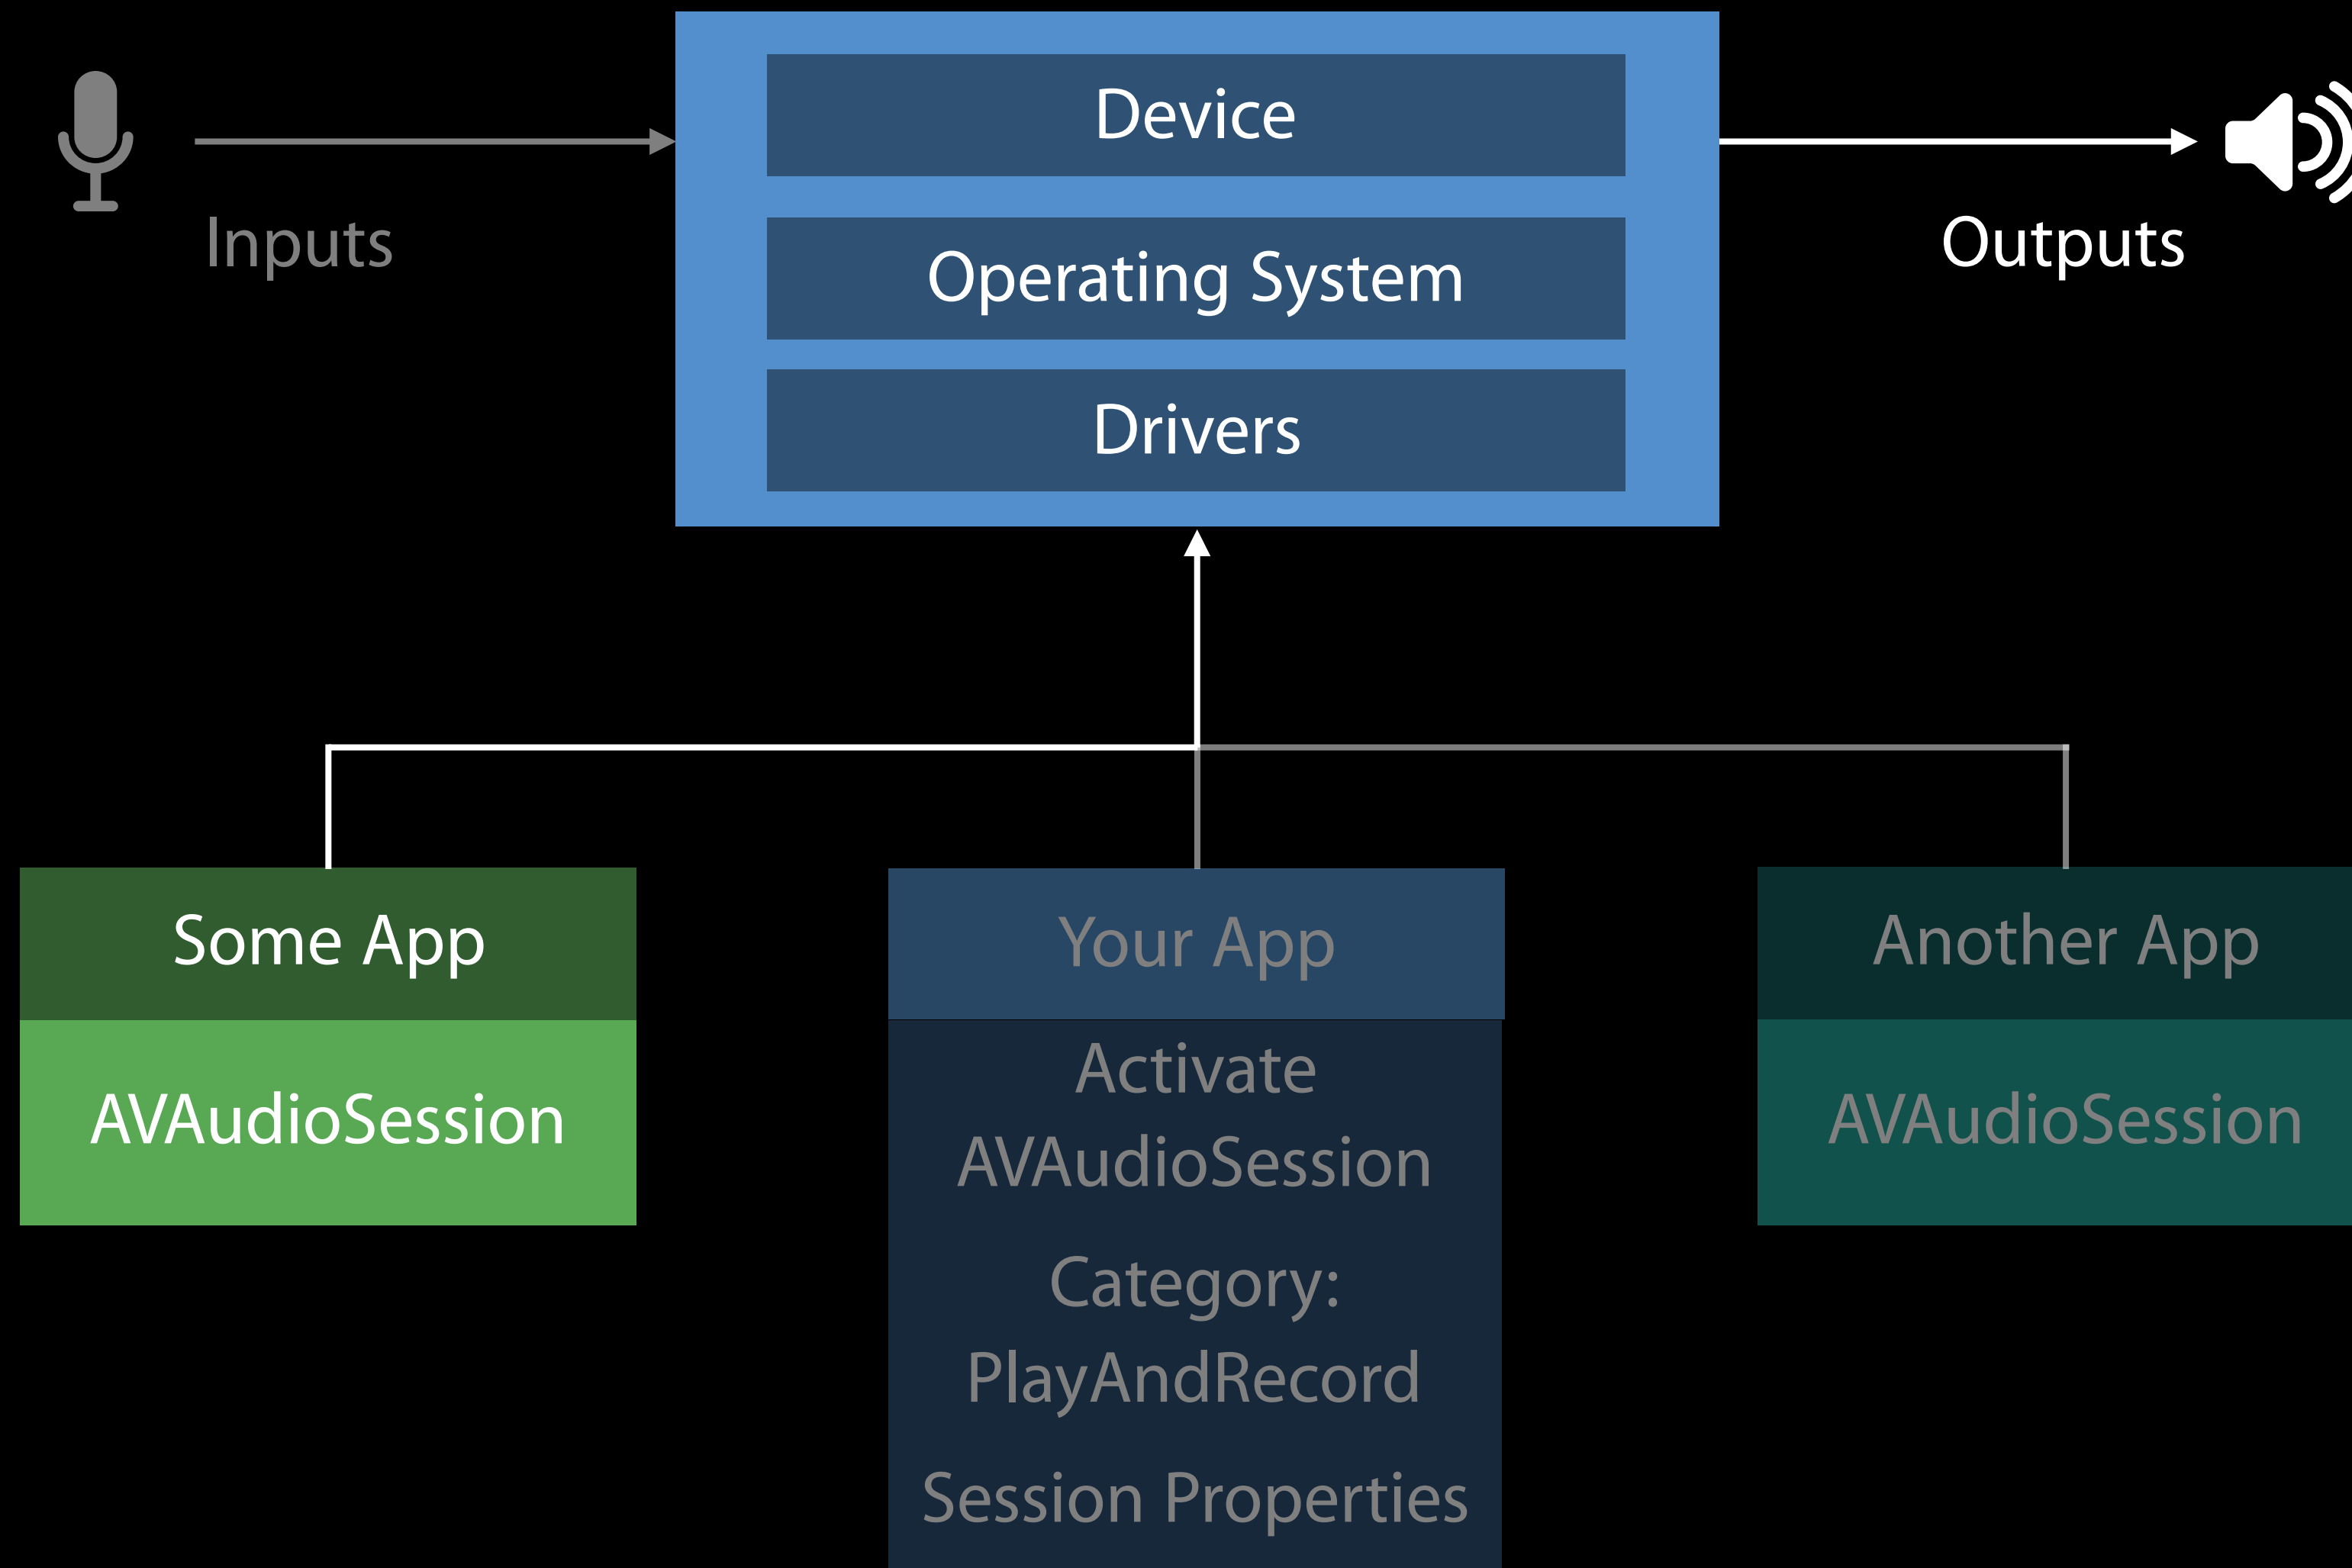 Device
Inputs
Operating System
Outputs
Drivers
Some App
AVAudioSession
Your App
Activate
AVAudioSession
Category:
PlayAndRecord
Session Properties
Another App
AVAudioSession